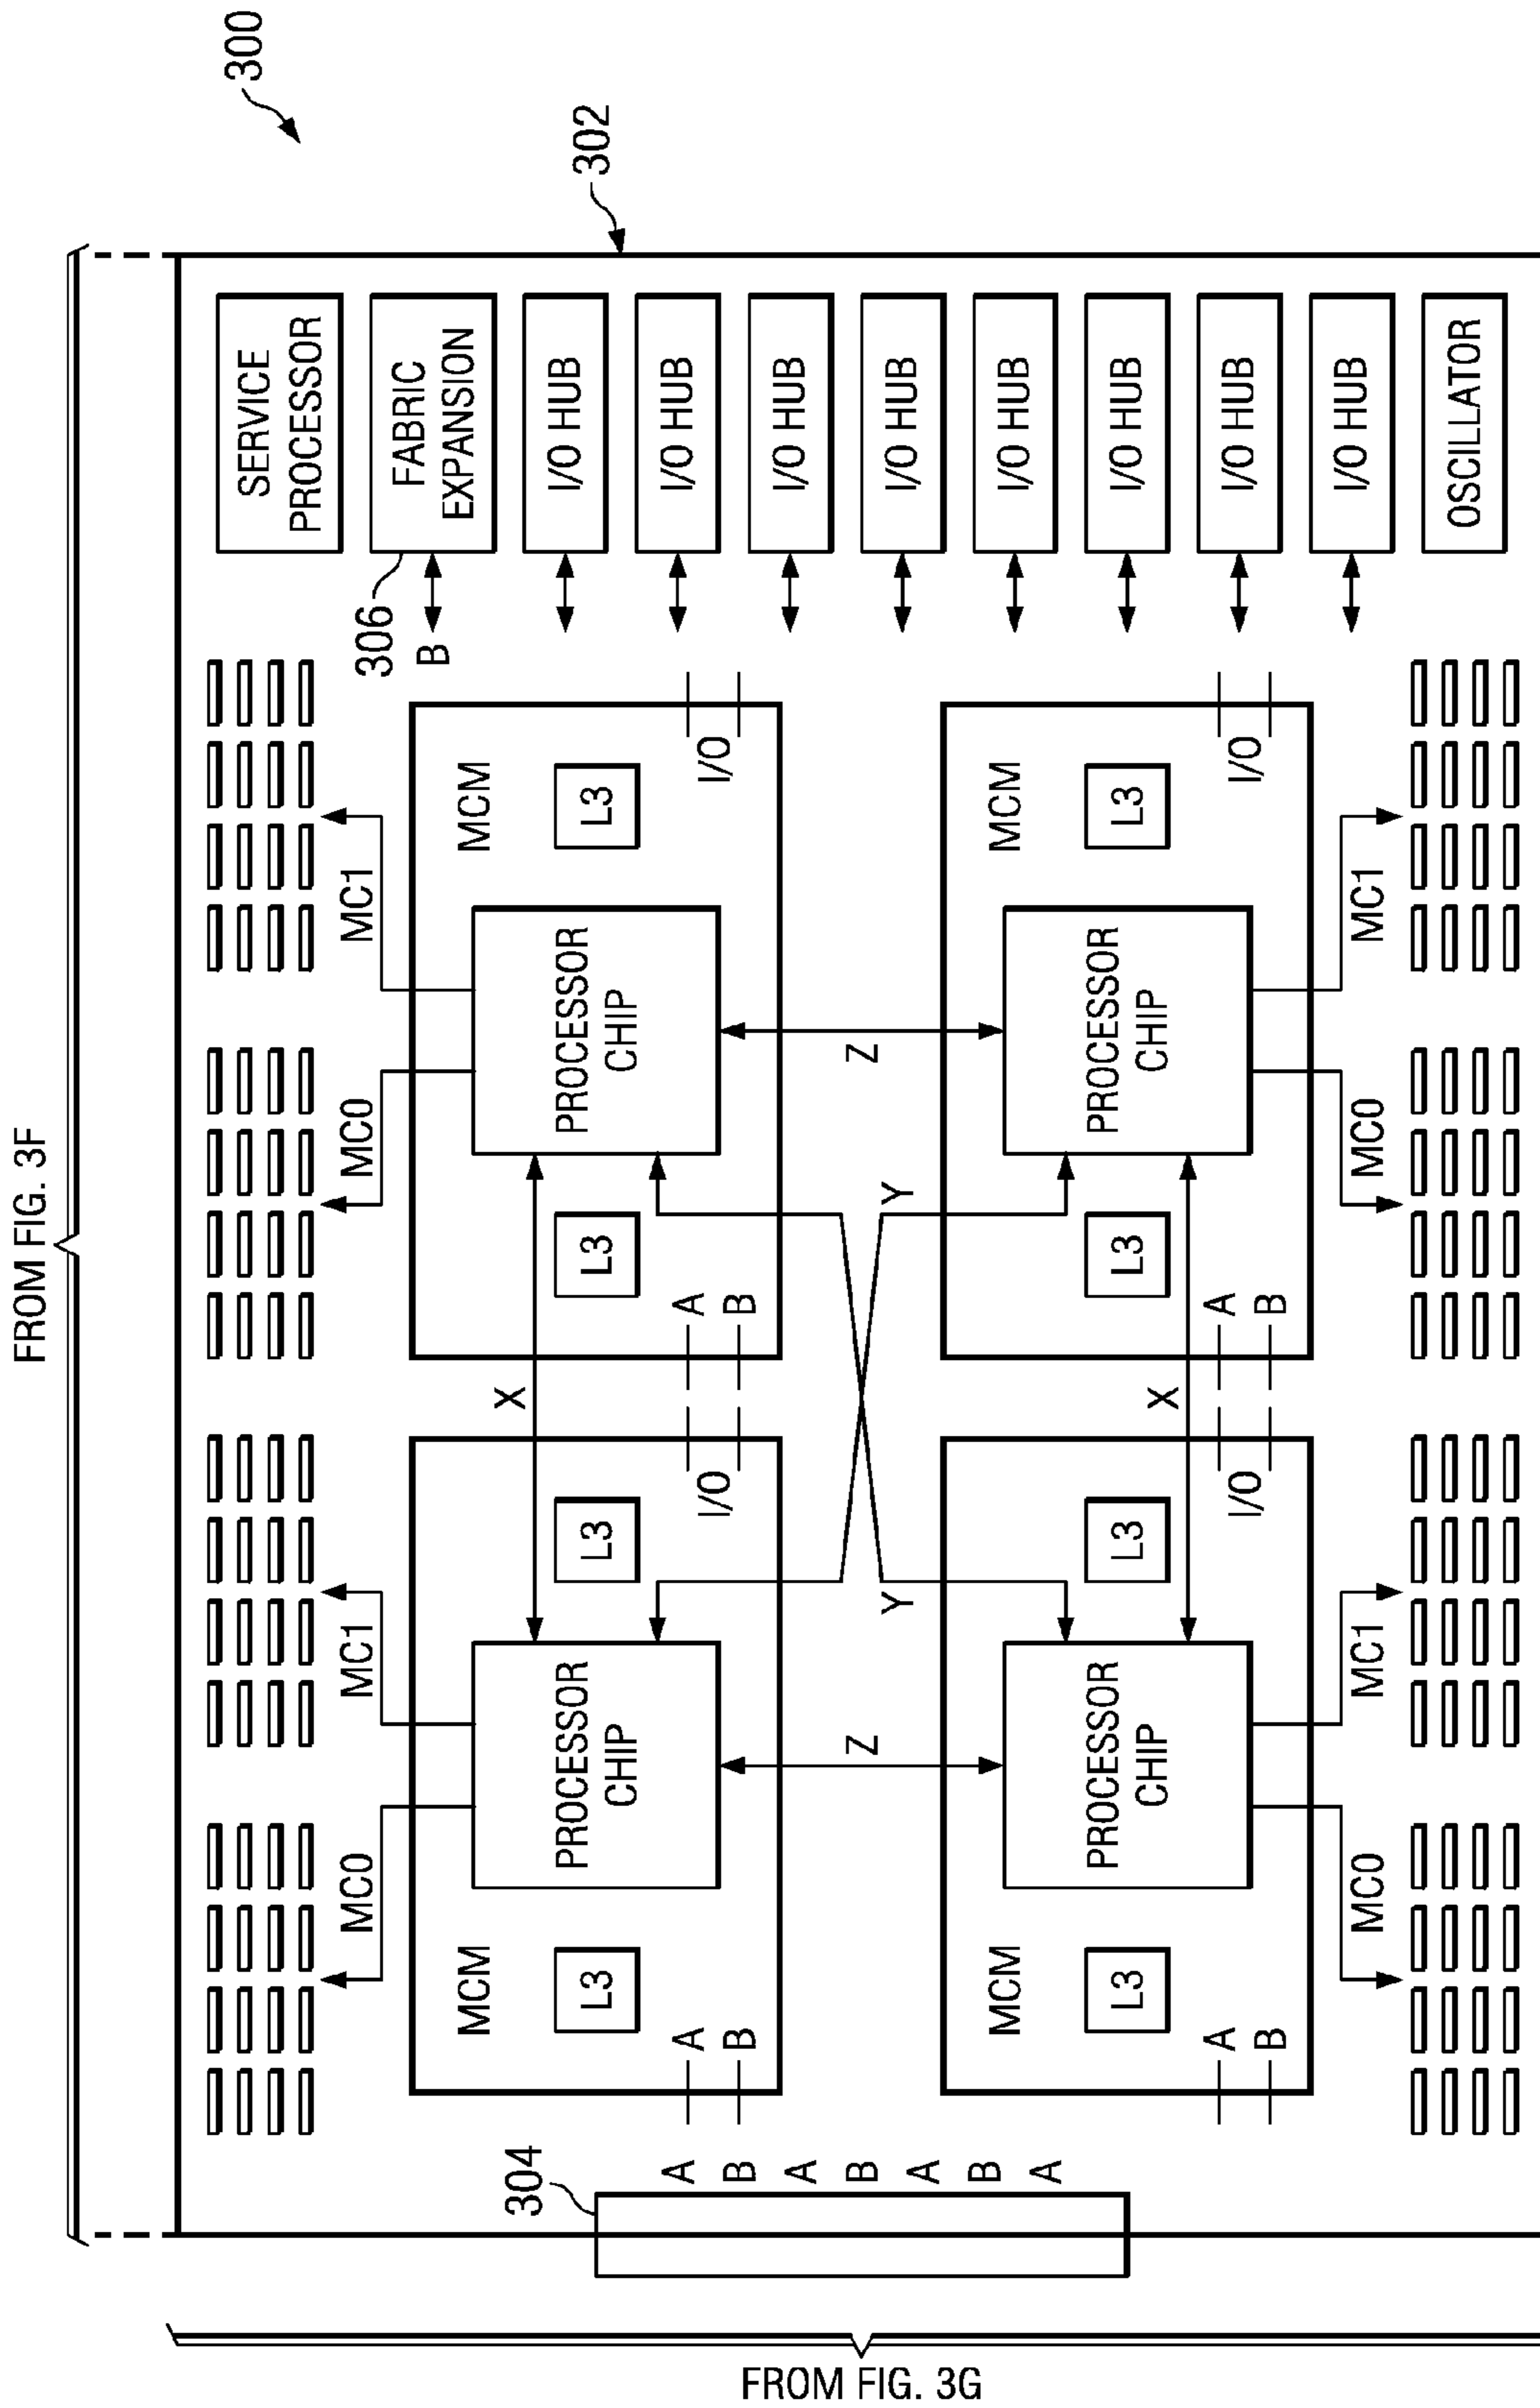 FROM FIG. 3F
300
302
SERVICE
PROCESSOR
FABRIC
EXPANSION
306
B
I/O HUB
I/O HUB
I/O HUB
I/O HUB
I/O HUB
I/O HUB
I/O HUB
I/O HUB
OSCILLATOR
MC0
MC1
MC0
MC1
MCM
L3
PROCESSOR
CHIP
L3
A
B
I/O
X
MCM
L3
PROCESSOR
CHIP
L3
A
B
I/O
304
A
B
A
B
A
B
A
Z
Y
Y
Z
MCM
L3
PROCESSOR
CHIP
L3
A
B
I/O
X
MCM
L3
PROCESSOR
CHIP
L3
A
B
I/O
MC0
MC1
MC0
MC1
FROM FIG. 3G